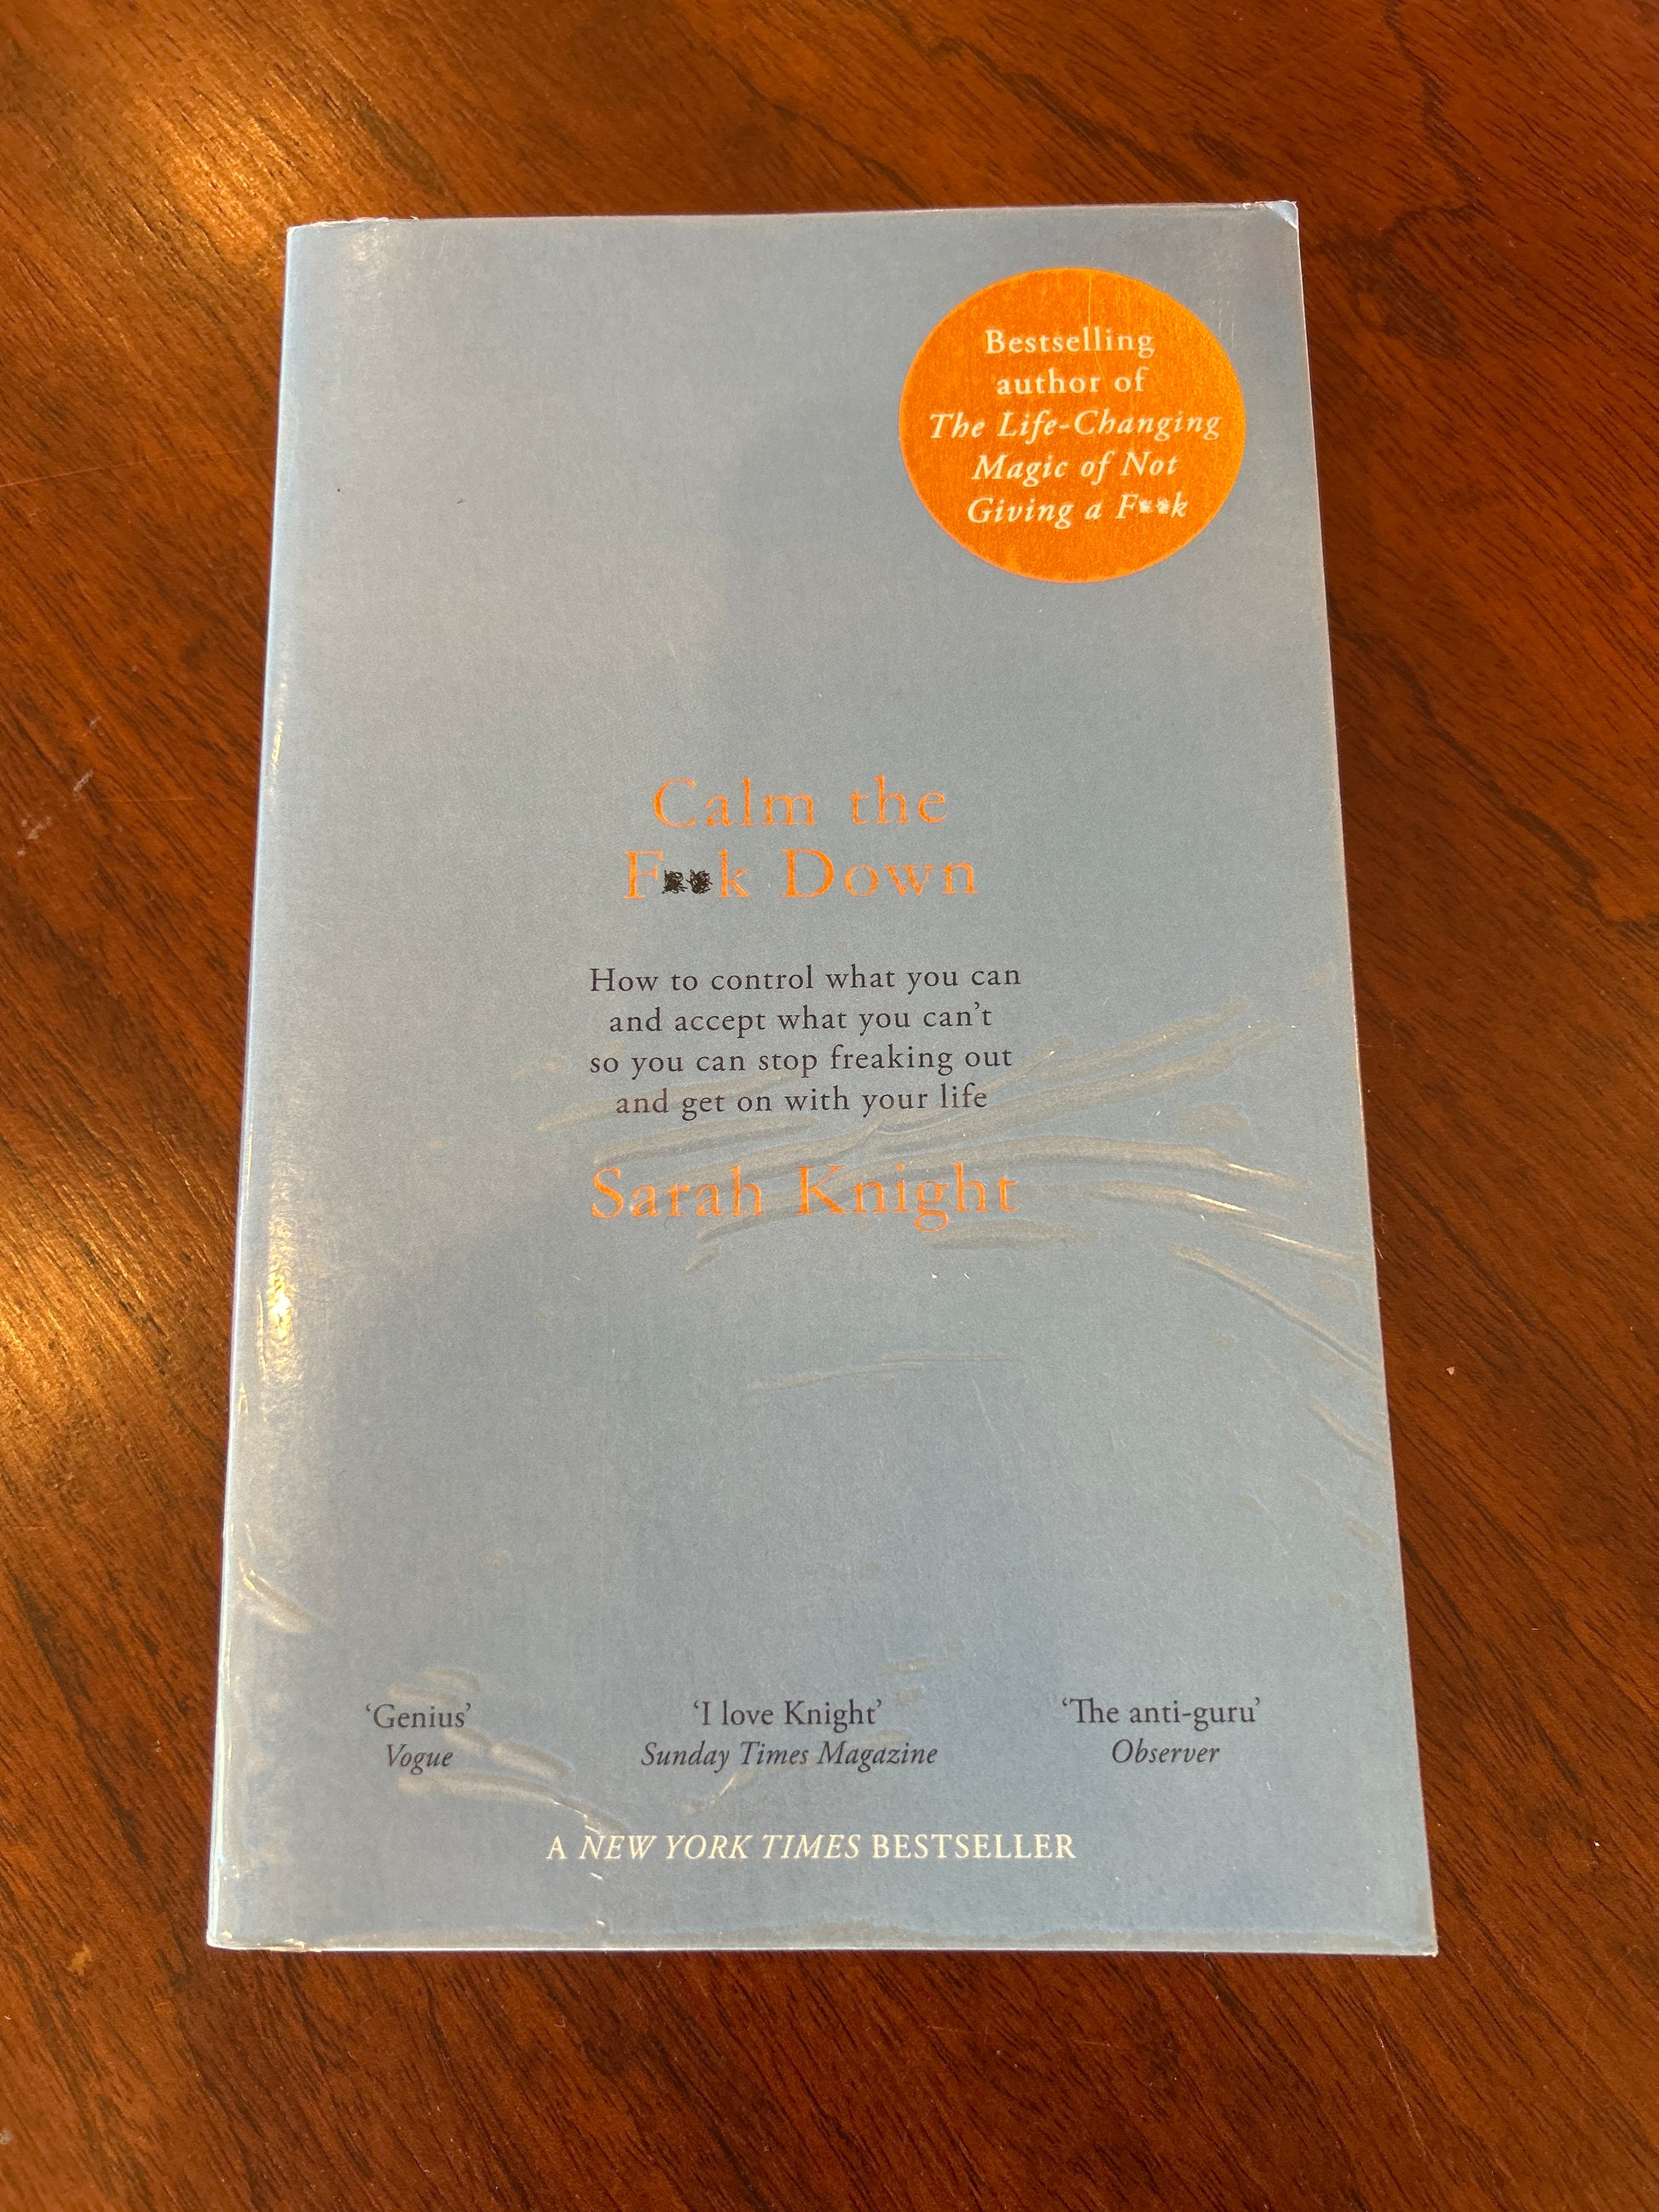 Bestselling
author of
The Life-Changing
Magic of Not
Giving a F**k
Calm the
F**k Down
How to control what you can
and accept what you can't
so you can stop freaking out
and get on with your life
Sarah Knight
‘Genius’
Vogue
‘I love Knight’
Sunday Times Magazine
‘The anti-guru’
Observer
A NEW YORK TIMES BESTSELLER